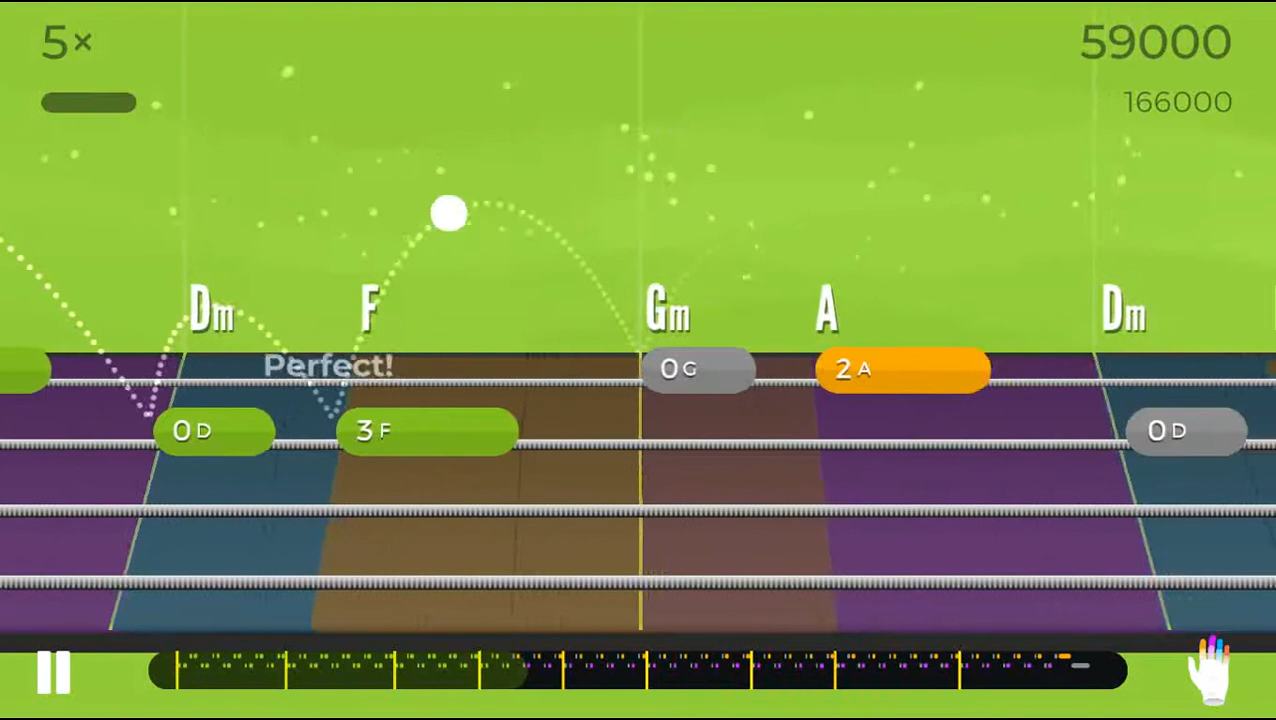 5× 59000
166000
Dm F Gm A Dm
Perfect!
0 G 2 A
0 D 3 F 0 D